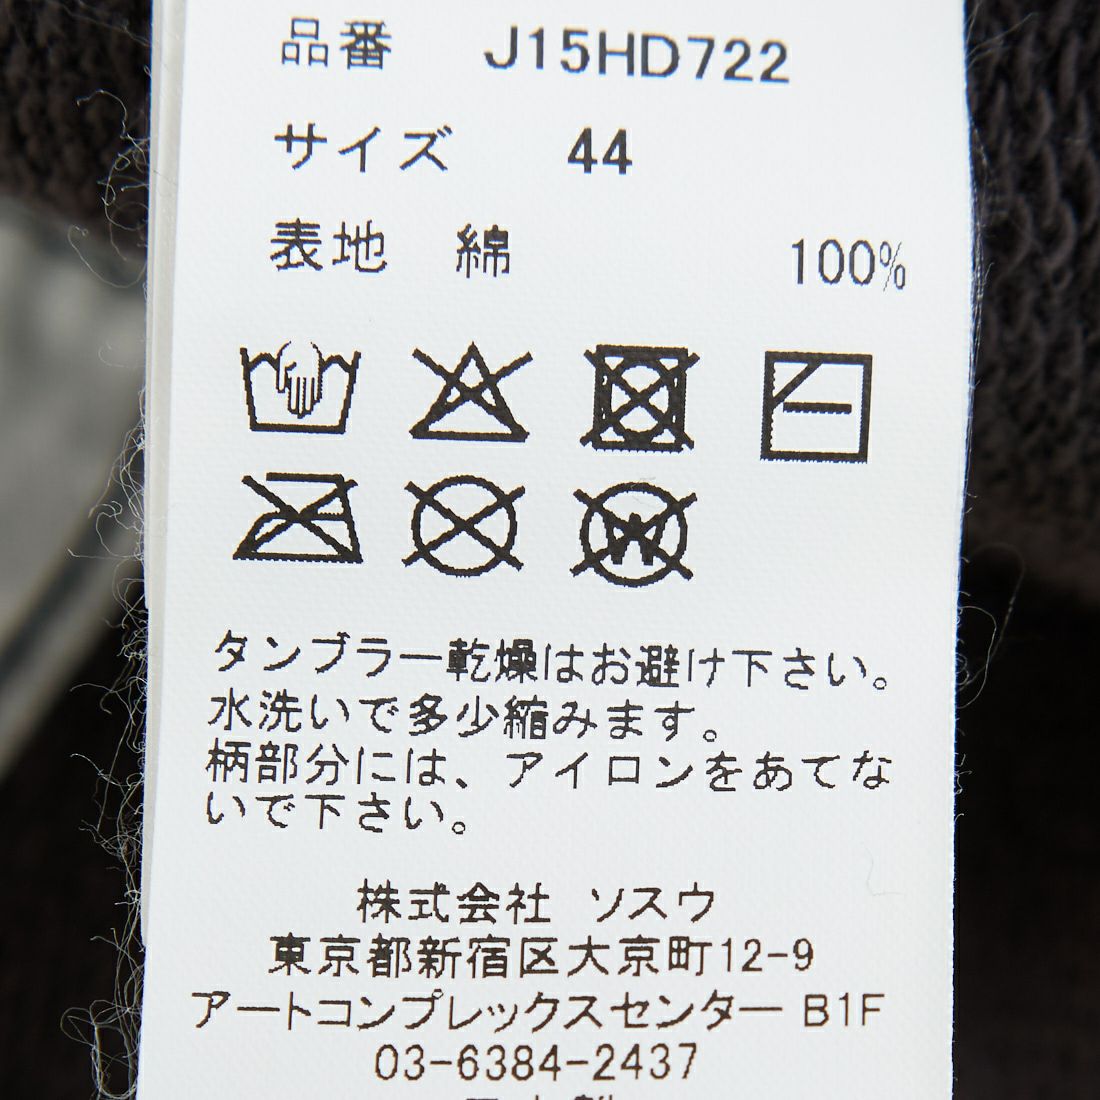 品番 J15HD722
サイズ 44
表地 綿 100%
W
タンブラー乾燥はお避け下さい。
水洗いで多少縮みます。
柄部分には、アイロンをあてな
いで下さい。
株式会社 ソスウ
東京都新宿区大京町12-9
アートコンプレックスセンター B1F
03-6384-2437